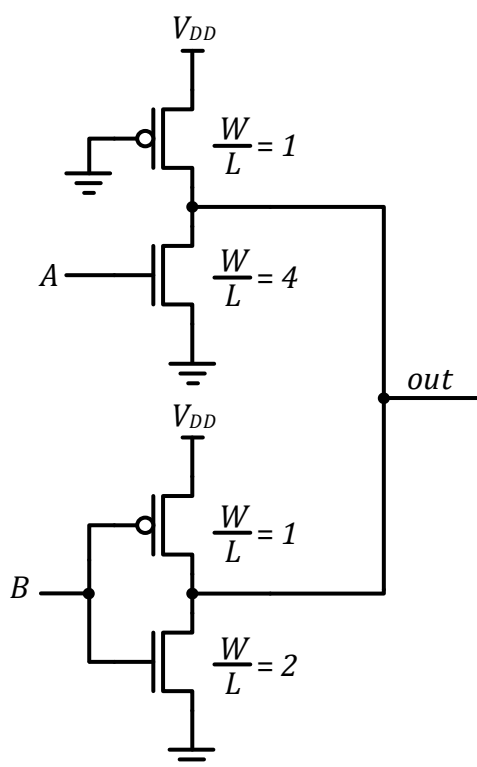 V_DD
W/L = 1
A
W/L = 4
out
V_DD
W/L = 1
B
W/L = 2